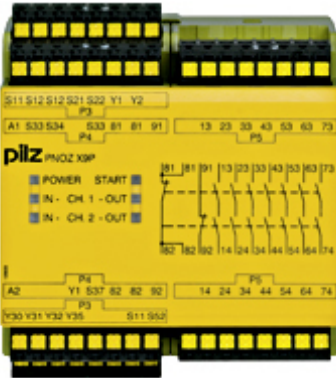 S11 S12 S12 S21 S22 Y1 Y2
P3
A1 S33 S34 S33 81 81 91
P4
13 23 33 43 53 63 73
P5
pilz PNOZ X9P
POWER START
IN - CH. 1 - OUT
IN - CH. 2 - OUT
81 81 91 13 23 33 43 53 63 73
82 82 92 14 24 34 44 54 64 74
P4
A2 Y1 S37 82 82 92
P3
Y30 Y31 Y32 Y35 S11 S52
P5
14 24 34 44 54 64 74